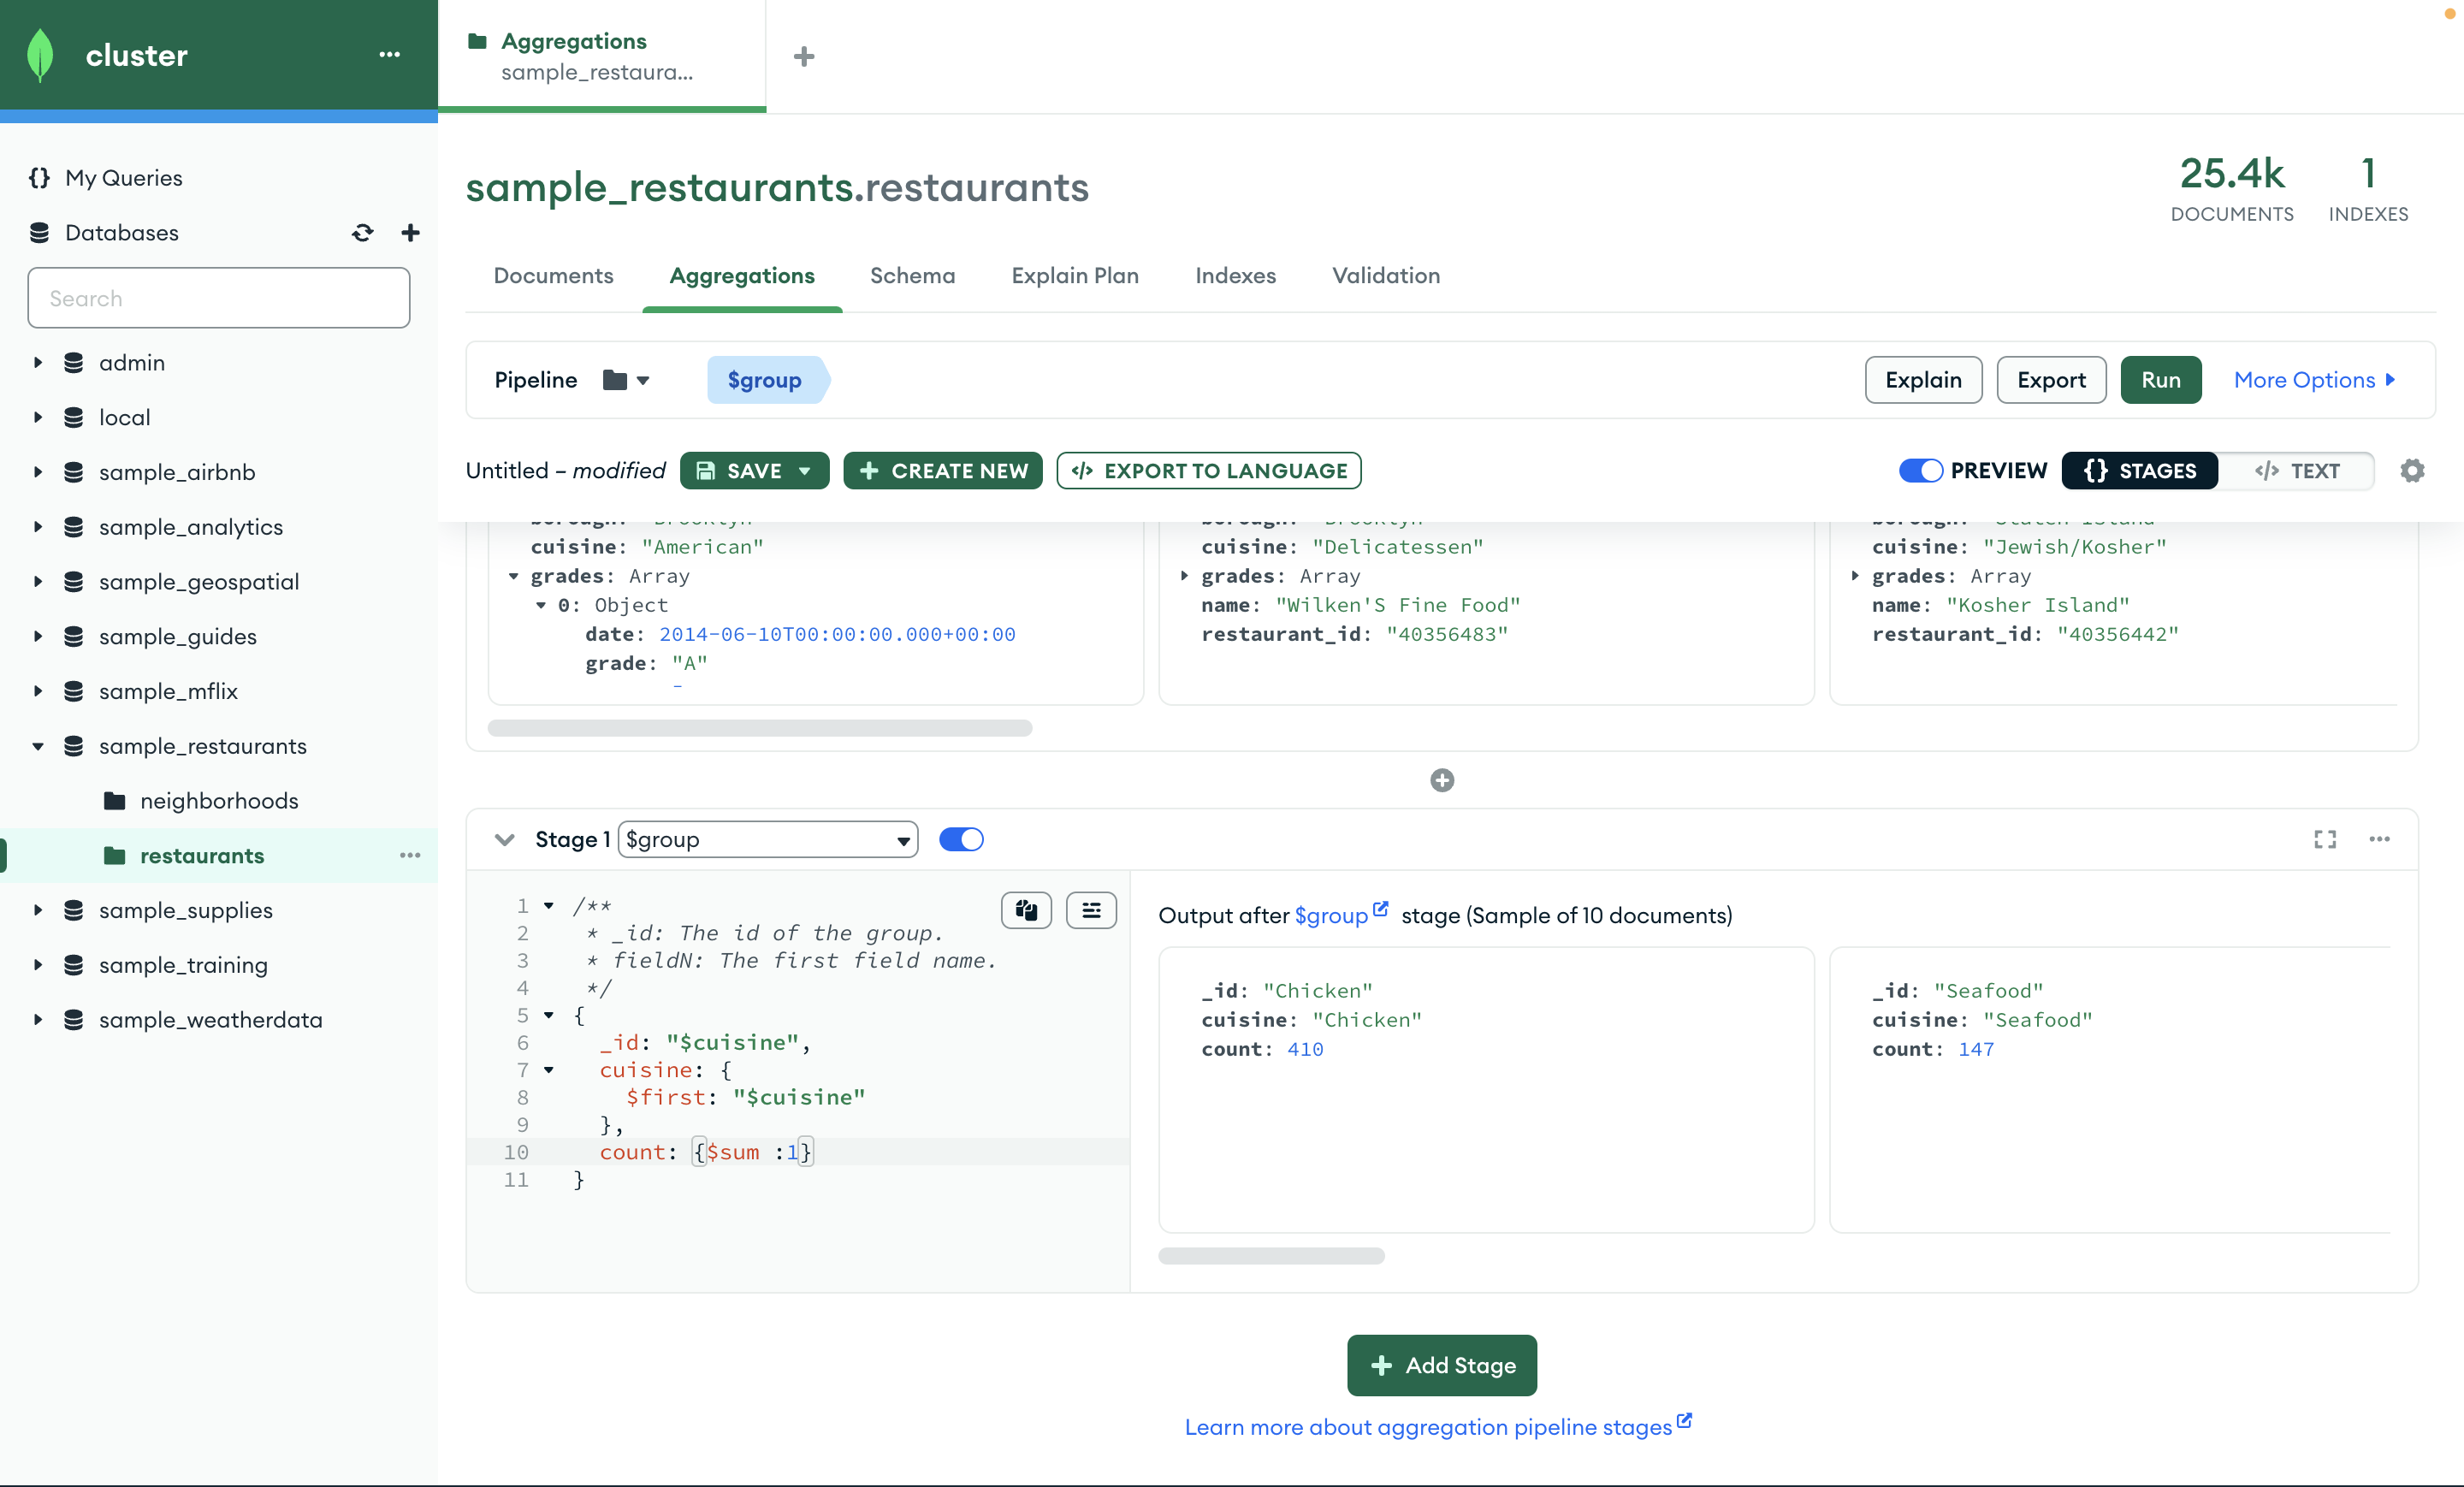 cluster
Aggregations
sample_restaura...
My Queries
Databases
Search
admin
local
sample_airbnb
sample_analytics
sample_geospatial
sample_guides
sample_mflix
sample_restaurants
neighborhoods
restaurants
sample_supplies
sample_training
sample_weatherdata
sample_restaurants.restaurants
25.4k
DOCUMENTS
1
INDEXES
Documents Aggregations Schema Explain Plan Indexes Validation
Pipeline $group Explain Export Run More Options
Untitled – modified SAVE CREATE NEW </> EXPORT TO LANGUAGE PREVIEW {} STAGES </> TEXT
borough: "Brooklyn"
cuisine: "American"
grades: Array
0: Object
date: 2014-06-10T00:00:00.000+00:00
grade: "A"
borough: "Brooklyn"
cuisine: "Delicatessen"
grades: Array
name: "Wilken'S Fine Food"
restaurant_id: "40356483"
borough: "Staten Island"
cuisine: "Jewish/Kosher"
grades: Array
name: "Kosher Island"
restaurant_id: "40356442"
Stage 1 $group
1 /**
2 * _id: The id of the group.
3 * fieldN: The first field name.
4 */
5 {
6 _id: "$cuisine",
7 cuisine: {
8 $first: "$cuisine"
9 },
10 count: {$sum :1}
11 }
Output after $group stage (Sample of 10 documents)
_id: "Chicken"
cuisine: "Chicken"
count: 410
_id: "Seafood"
cuisine: "Seafood"
count: 147
Add Stage
Learn more about aggregation pipeline stages